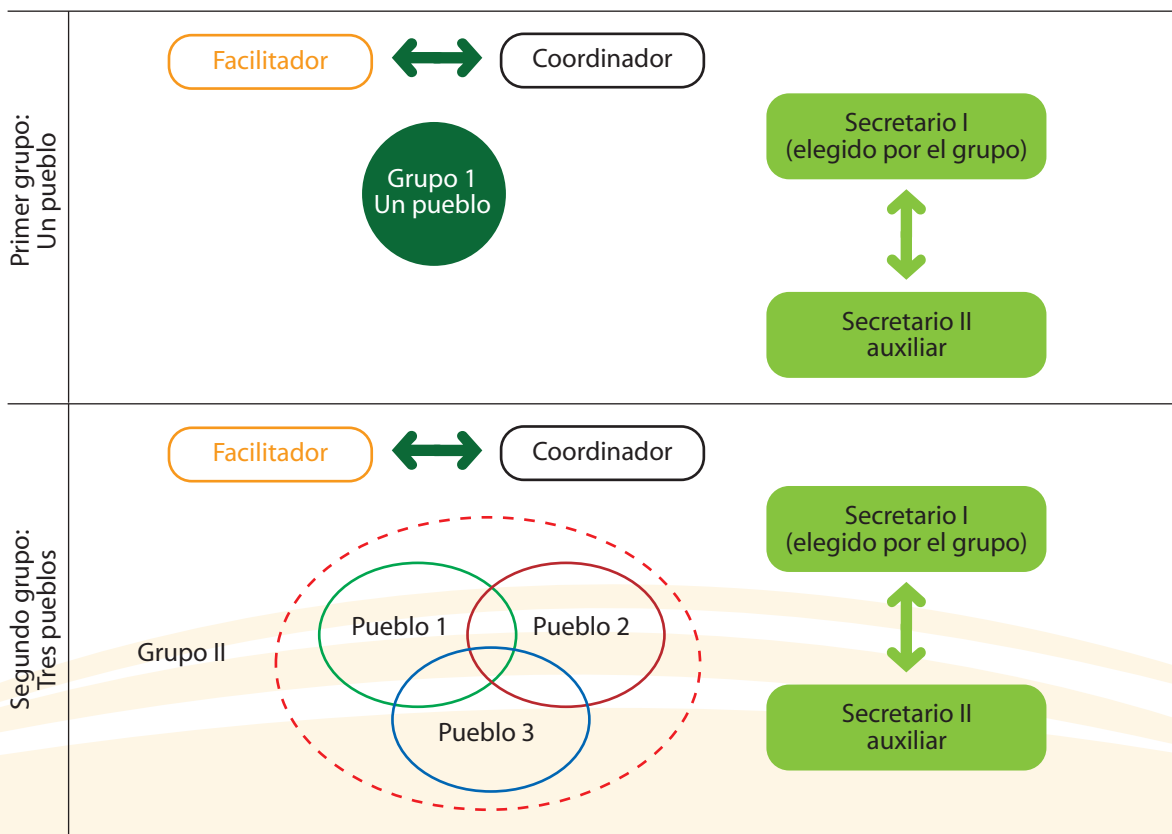 Primer grupo:
Un pueblo
Facilitador
Coordinador
Grupo 1
Un pueblo
Secretario I
(elegido por el grupo)
Secretario II
auxiliar
Segundo grupo:
Tres pueblos
Facilitador
Coordinador
Grupo II
Pueblo 1
Pueblo 2
Pueblo 3
Secretario I
(elegido por el grupo)
Secretario II
auxiliar